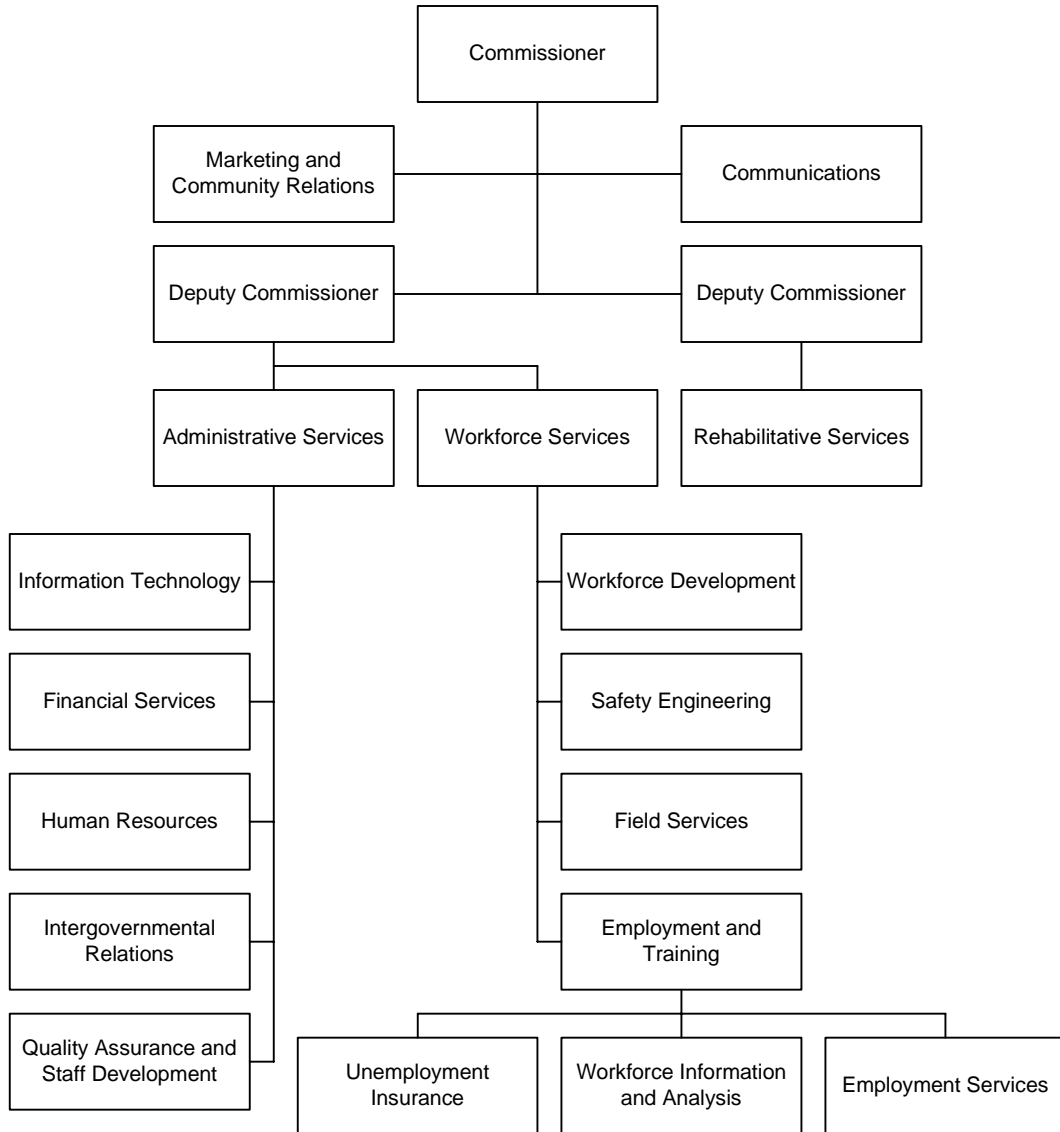 Commissioner
Marketing and
Community Relations
Communications
Deputy Commissioner
Deputy Commissioner
Administrative Services
Workforce Services
Rehabilitative Services
Information Technology
Workforce Development
Financial Services
Safety Engineering
Human Resources
Field Services
Intergovernmental
Relations
Employment and
Training
Quality Assurance and
Staff Development
Unemployment
Insurance
Workforce Information
and Analysis
Employment Services